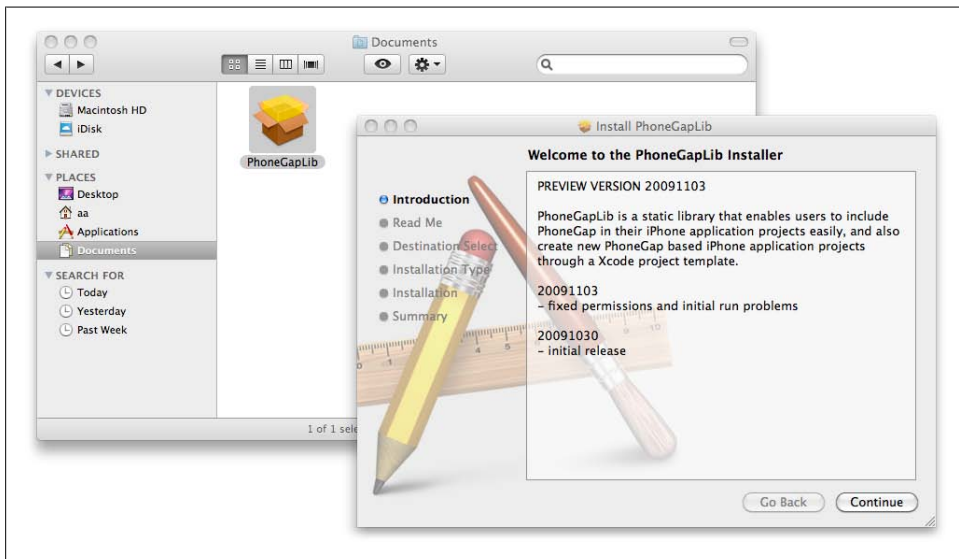 Documents
DEVICES
Macintosh HD
iDisk
SHARED
PLACES
Desktop
aa
Applications
Documents
SEARCH FOR
Today
Yesterday
Past Week
PhoneGapLib
1 of 1 sele
Install PhoneGapLib
Welcome to the PhoneGapLib Installer
Introduction
Read Me
Destination Select
Installation Type
Installation
Summary
PREVIEW VERSION 20091103
PhoneGapLib is a static library that enables users to include
PhoneGap in their iPhone application projects easily, and also
create new PhoneGap based iPhone application projects
through a Xcode project template.
20091103
– fixed permissions and initial run problems
20091030
– initial release
Go Back
Continue